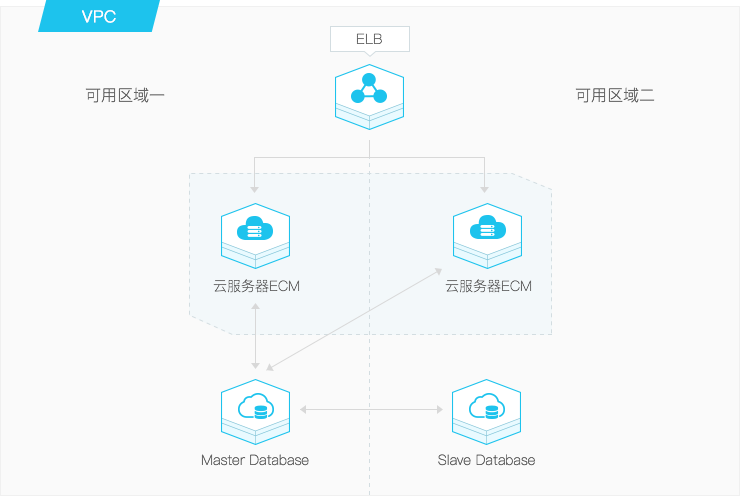 VPC
ELB
可用区域一
可用区域二
云服务器ECM
云服务器ECM
Master Database
Slave Database